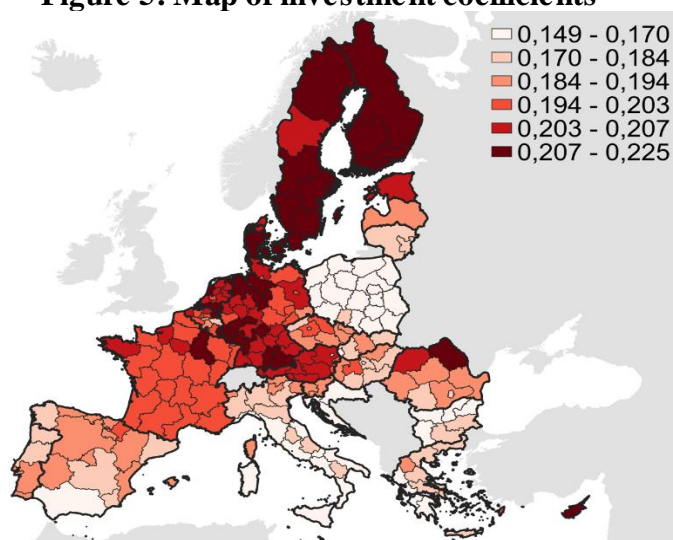 Figure 5: Map of investment coefficients
0,149 - 0,170
0,170 - 0,184
0,184 - 0,194
0,194 - 0,203
0,203 - 0,207
0,207 - 0,225